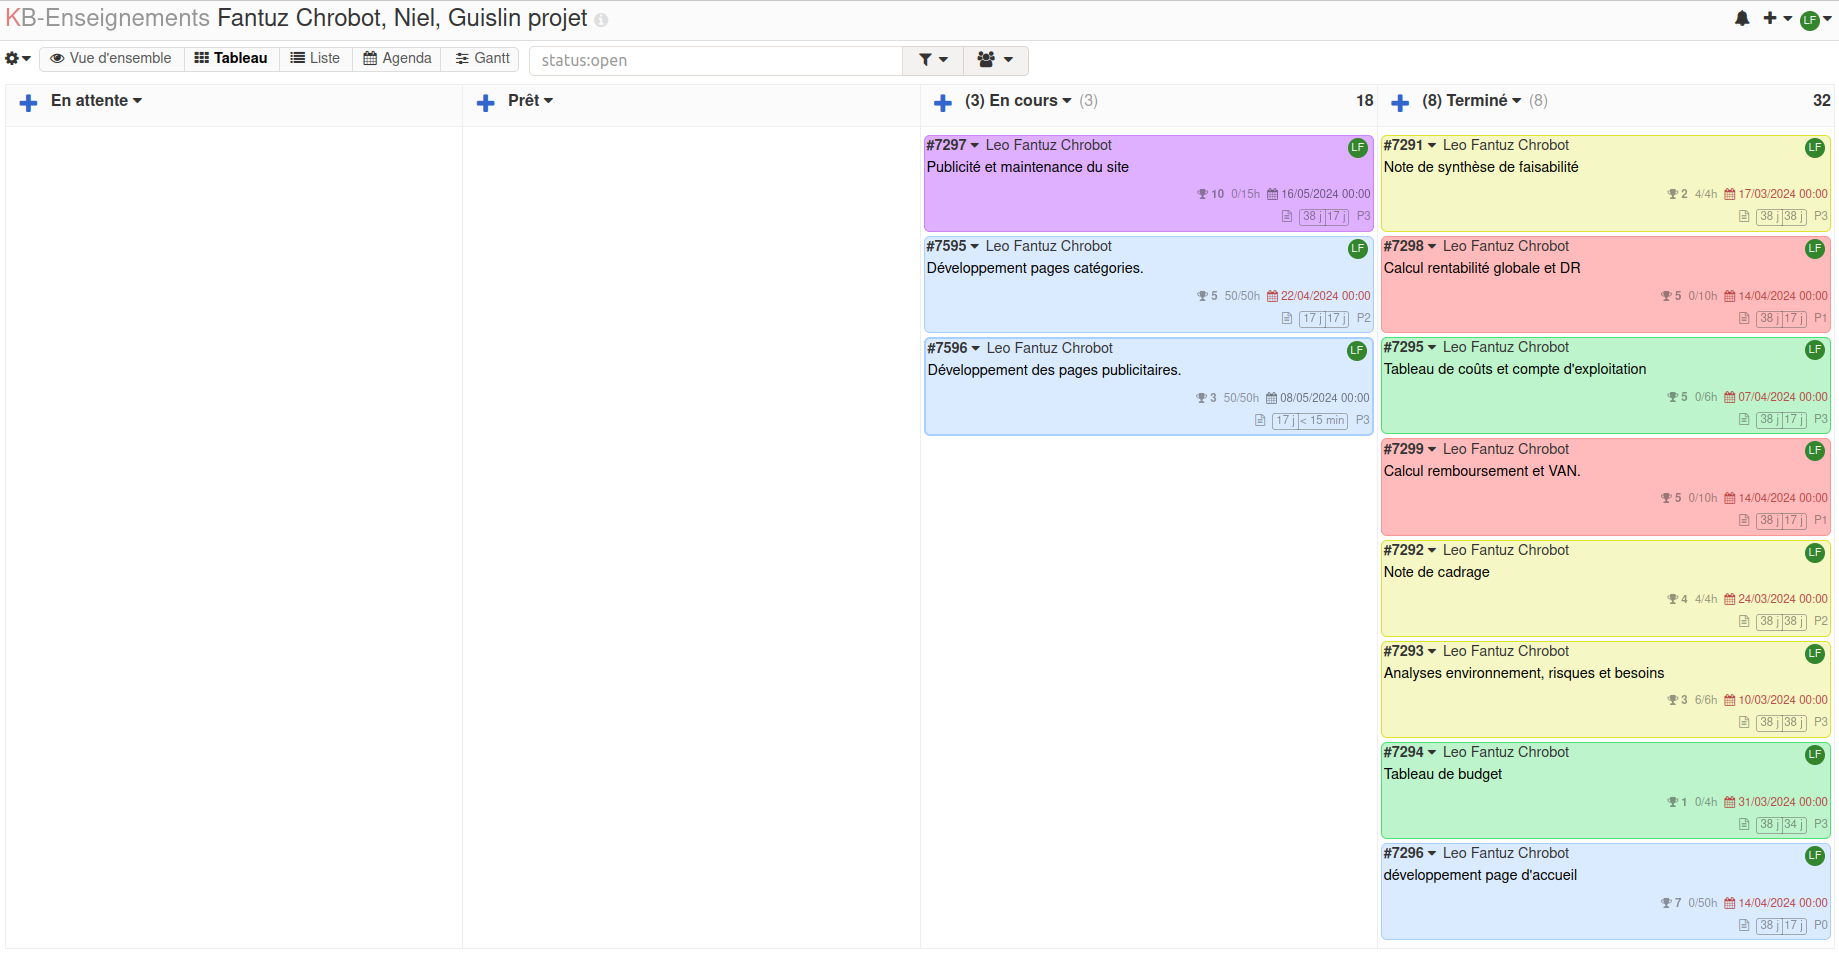 KB-Enseignements Fantuz Chrobot, Niel, Guislin projet
LF
Vue d'ensemble Tableau Liste Agenda Gantt status:open
En attente
Prêt
(3) En cours (3) 18
#7297 Leo Fantuz Chrobot LF
Publicité et maintenance du site
10 0/15h 16/05/2024 00:00
38 j 17 j P3
#7595 Leo Fantuz Chrobot LF
Développement pages catégories.
5 50/50h 22/04/2024 00:00
17 j 17 j P2
#7596 Leo Fantuz Chrobot LF
Développement des pages publicitaires.
3 50/50h 08/05/2024 00:00
17 j < 15 min P3
(8) Terminé (8) 32
#7291 Leo Fantuz Chrobot LF
Note de synthèse de faisabilité
2 4/4h 17/03/2024 00:00
38 j 38 j P3
#7298 Leo Fantuz Chrobot LF
Calcul rentabilité globale et DR
5 0/10h 14/04/2024 00:00
38 j 17 j P1
#7295 Leo Fantuz Chrobot LF
Tableau de coûts et compte d'exploitation
5 0/6h 07/04/2024 00:00
38 j 17 j P3
#7299 Leo Fantuz Chrobot LF
Calcul remboursement et VAN.
5 0/10h 14/04/2024 00:00
38 j 17 j P1
#7292 Leo Fantuz Chrobot LF
Note de cadrage
4 4/4h 24/03/2024 00:00
38 j 38 j P2
#7293 Leo Fantuz Chrobot LF
Analyses environnement, risques et besoins
3 6/6h 10/03/2024 00:00
38 j 38 j P3
#7294 Leo Fantuz Chrobot LF
Tableau de budget
1 0/4h 31/03/2024 00:00
38 j 34 j P3
#7296 Leo Fantuz Chrobot LF
développement page d'accueil
7 0/50h 14/04/2024 00:00
38 j 17 j P0